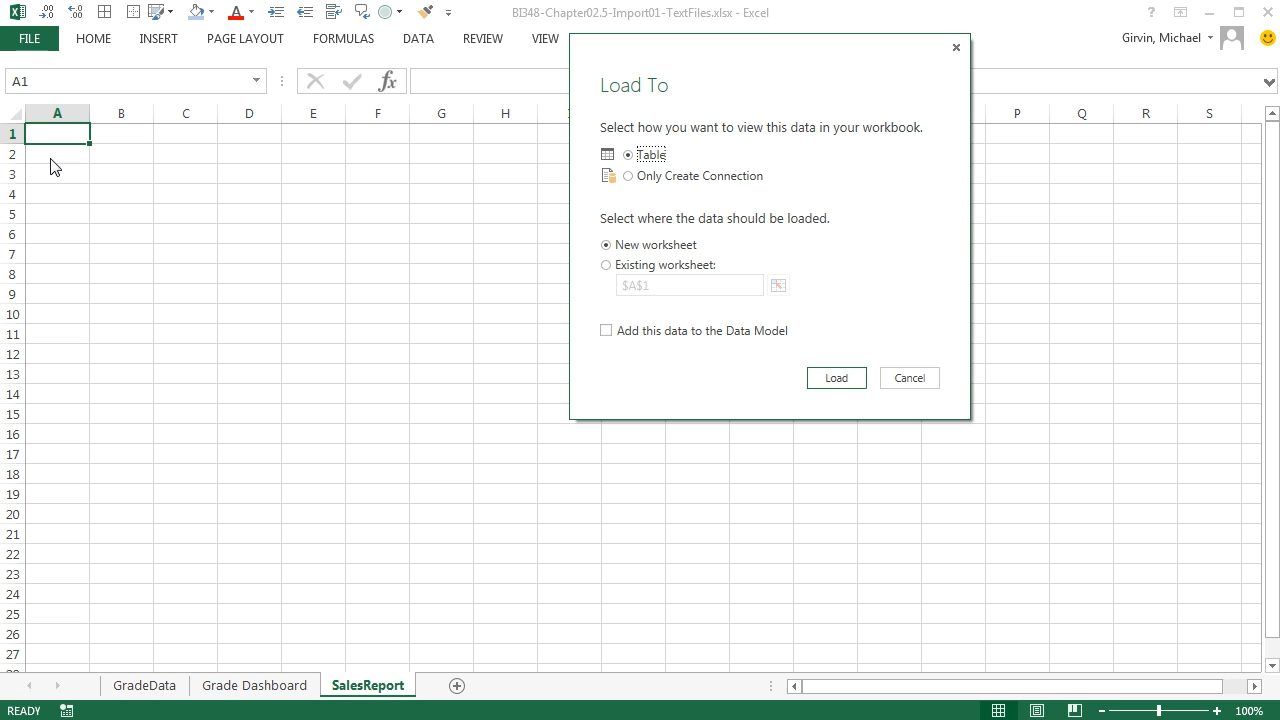 BI348-Chapter02.5-Import01-TextFiles.xlsx - Excel
FILE HOME INSERT PAGE LAYOUT FORMULAS DATA REVIEW VIEW Girvin, Michael
A1
fx
A B C D E F G H P Q R S
1
2
3
4
5
6
7
8
9
10
11
12
13
14
15
16
17
18
19
20
21
22
23
24
25
26
27
Load To
Select how you want to view this data in your workbook.
Table
Only Create Connection
Select where the data should be loaded.
New worksheet
Existing worksheet:
$A$1
Add this data to the Data Model
Load Cancel
GradeData Grade Dashboard SalesReport
READY 100%